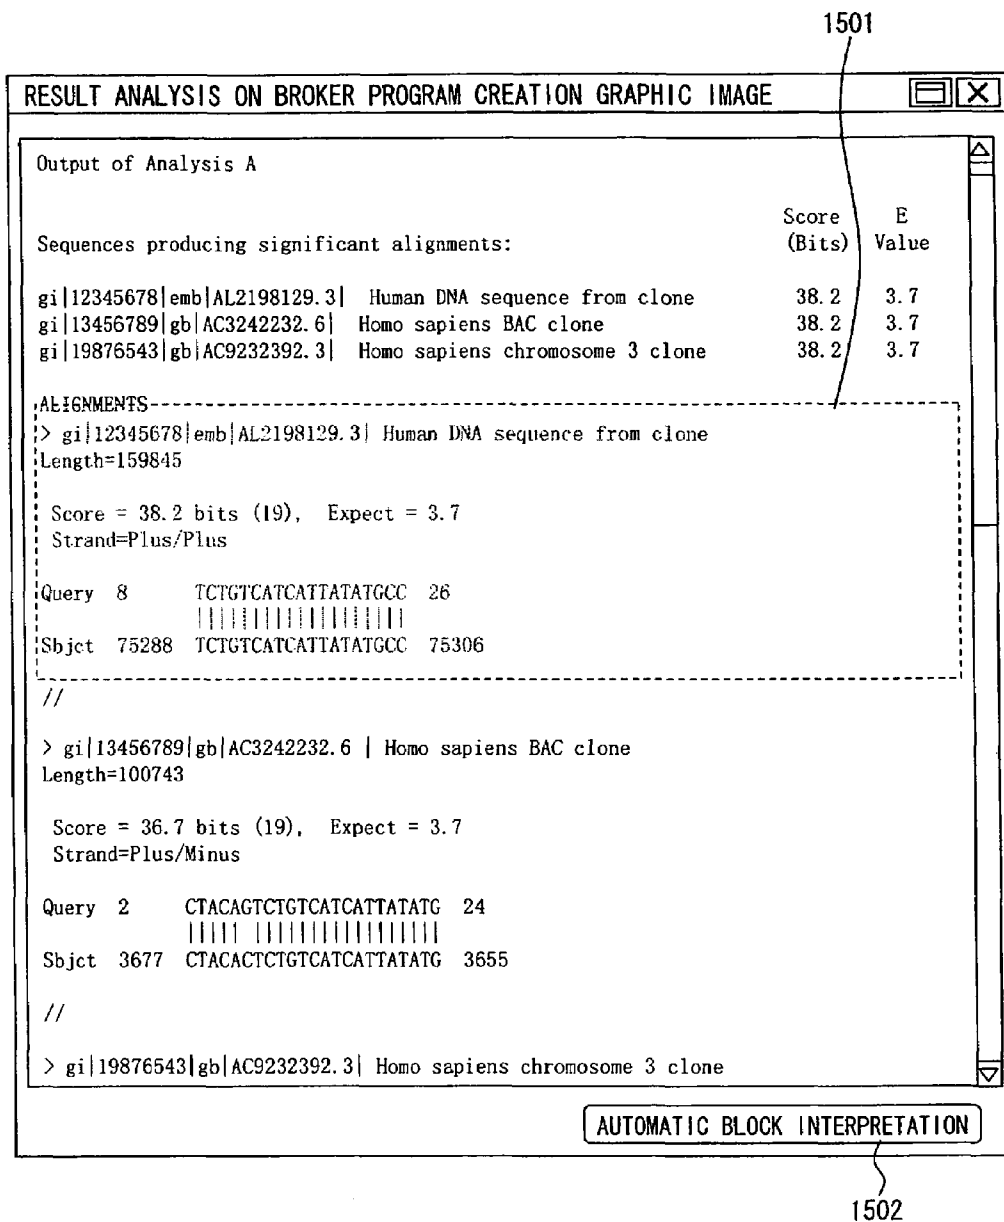 1501
RESULT ANALYSIS ON BROKER PROGRAM CREATION GRAPHIC IMAGE
Output of Analysis A
Score E
Sequences producing significant alignments: (Bits) Value
gi|12345678|emb|AL2198129.3| Human DNA sequence from clone 38.2 3.7
gi|13456789|gb|AC3242232.6| Homo sapiens BAC clone 38.2 3.7
gi|19876543|gb|AC9232392.3| Homo sapiens chromosome 3 clone 38.2 3.7
ALIGNMENTS
> gi|12345678|emb|AL2198129.3| Human DNA sequence from clone
Length=159845
Score = 38.2 bits (19), Expect = 3.7
Strand=Plus/Plus
Query 8 TCTGTCATCATTATATGCC 26
|||||||||||||||||||
Sbjct 75288 TCTGTCATCATTATATGCC 75306
//
> gi|13456789|gb|AC3242232.6 | Homo sapiens BAC clone
Length=100743
Score = 36.7 bits (19), Expect = 3.7
Strand=Plus/Minus
Query 2 CTACAGTCTGTCATCATTATATG 24
||||| |||||||||||||||||
Sbjct 3677 CTACACTCTGTCATCATTATATG 3655
//
> gi|19876543|gb|AC9232392.3| Homo sapiens chromosome 3 clone
AUTOMATIC BLOCK INTERPRETATION
1502